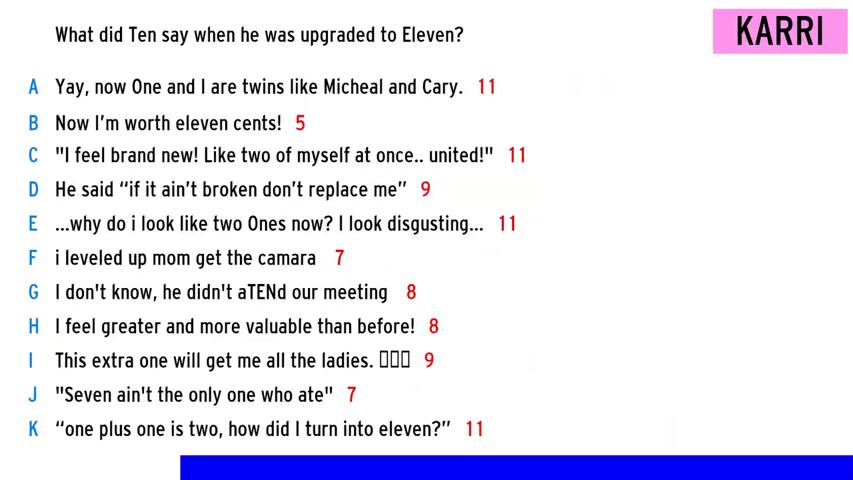 What did Ten say when he was upgraded to Eleven?
KARRI
A Yay, now One and I are twins like Micheal and Cary. 11
B Now I'm worth eleven cents! 5
C "I feel brand new! Like two of myself at once.. united!" 11
D He said “if it ain't broken don't replace me” 9
E ...why do i look like two Ones now? I look disgusting... 11
F i leveled up mom get the camara 7
G I don't know, he didn't aTENd our meeting 8
H I feel greater and more valuable than before! 8
I This extra one will get me all the ladies. ▯▯▯ 9
J "Seven ain't the only one who ate" 7
K “one plus one is two, how did I turn into eleven?” 11